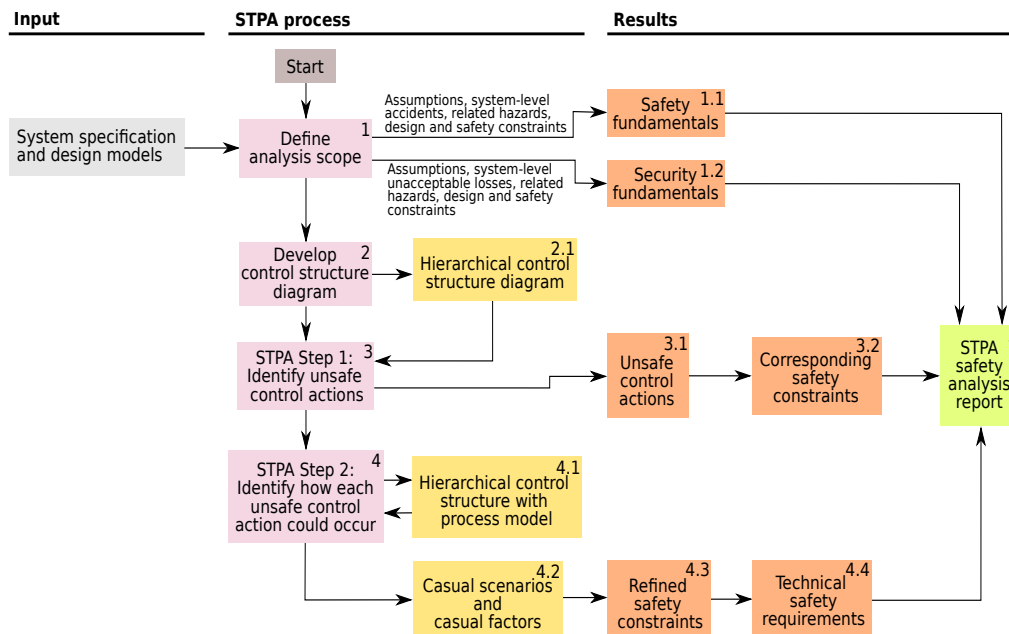 Input
STPA process
Results
Start
Assumptions, system-level
accidents, related hazards,
design and safety constraints
1.1
Safety
fundamentals
System specification
and design models
1
Define
analysis scope
Assumptions, system-level
unacceptable losses, related
hazards, design and safety
constraints
1.2
Security
fundamentals
2
Develop
control structure
diagram
2.1
Hierarchical control
structure diagram
3
STPA Step 1:
Identify unsafe
control actions
3.1
Unsafe
control
actions
3.2
Corresponding
safety
constraints
STPA
safety
analysis
report
4
STPA Step 2:
Identify how each
unsafe control
action could occur
4.1
Hierarchical control
structure with
process model
4.2
Casual scenarios
and
casual factors
4.3
Refined
safety
constraints
4.4
Technical
safety
requirements